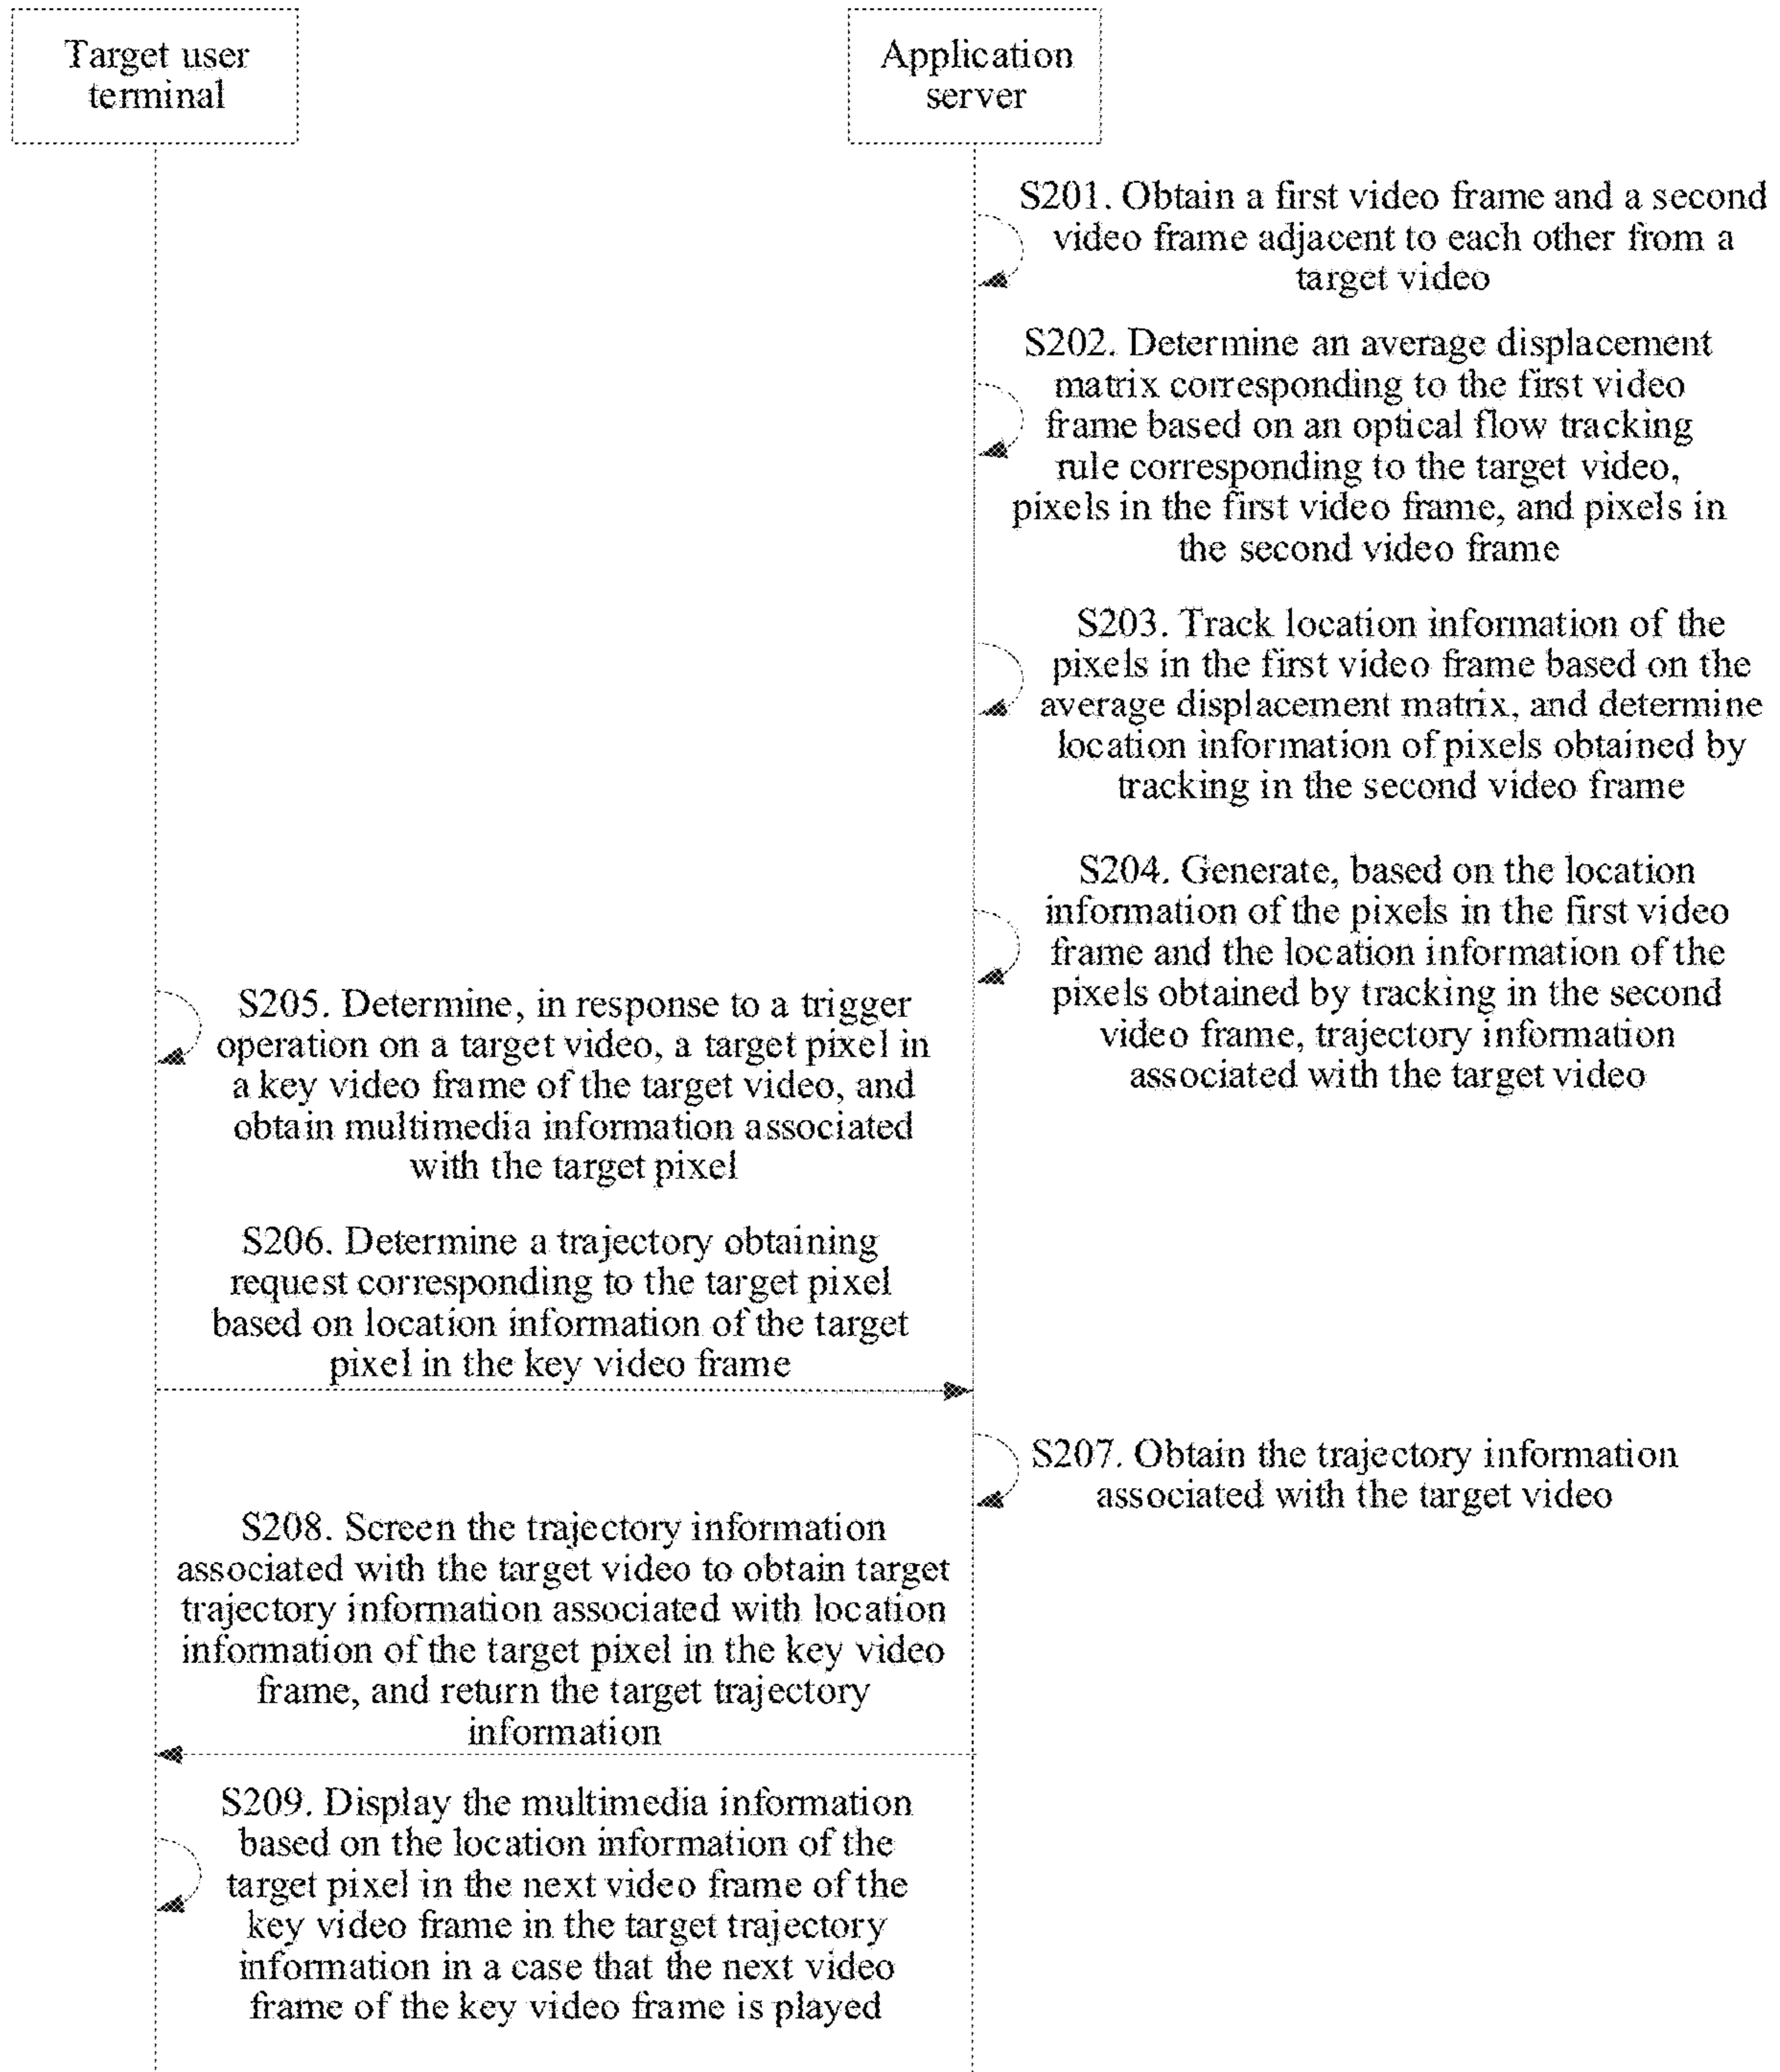 Target user
terminal
Application
server
S201. Obtain a first video frame and a second
video frame adjacent to each other from a
target video
S202. Determine an average displacement
matrix corresponding to the first video
frame based on an optical flow tracking
rule corresponding to the target video,
pixels in the first video frame, and pixels in
the second video frame
S203. Track location information of the
pixels in the first video frame based on the
average displacement matrix, and determine
location information of pixels obtained by
tracking in the second video frame
S204. Generate, based on the location
information of the pixels in the first video
frame and the location information of the
pixels obtained by tracking in the second
video frame, trajectory information
associated with the target video
S205. Determine, in response to a trigger
operation on a target video, a target pixel in
a key video frame of the target video, and
obtain multimedia information associated
with the target pixel
S206. Determine a trajectory obtaining
request corresponding to the target pixel
based on location information of the target
pixel in the key video frame
S207. Obtain the trajectory information
associated with the target video
S208. Screen the trajectory information
associated with the target video to obtain target
trajectory information associated with location
information of the target pixel in the key video
frame, and return the target trajectory
information
S209. Display the multimedia information
based on the location information of the
target pixel in the next video frame of the
key video frame in the target trajectory
information in a case that the next video
frame of the key video frame is played